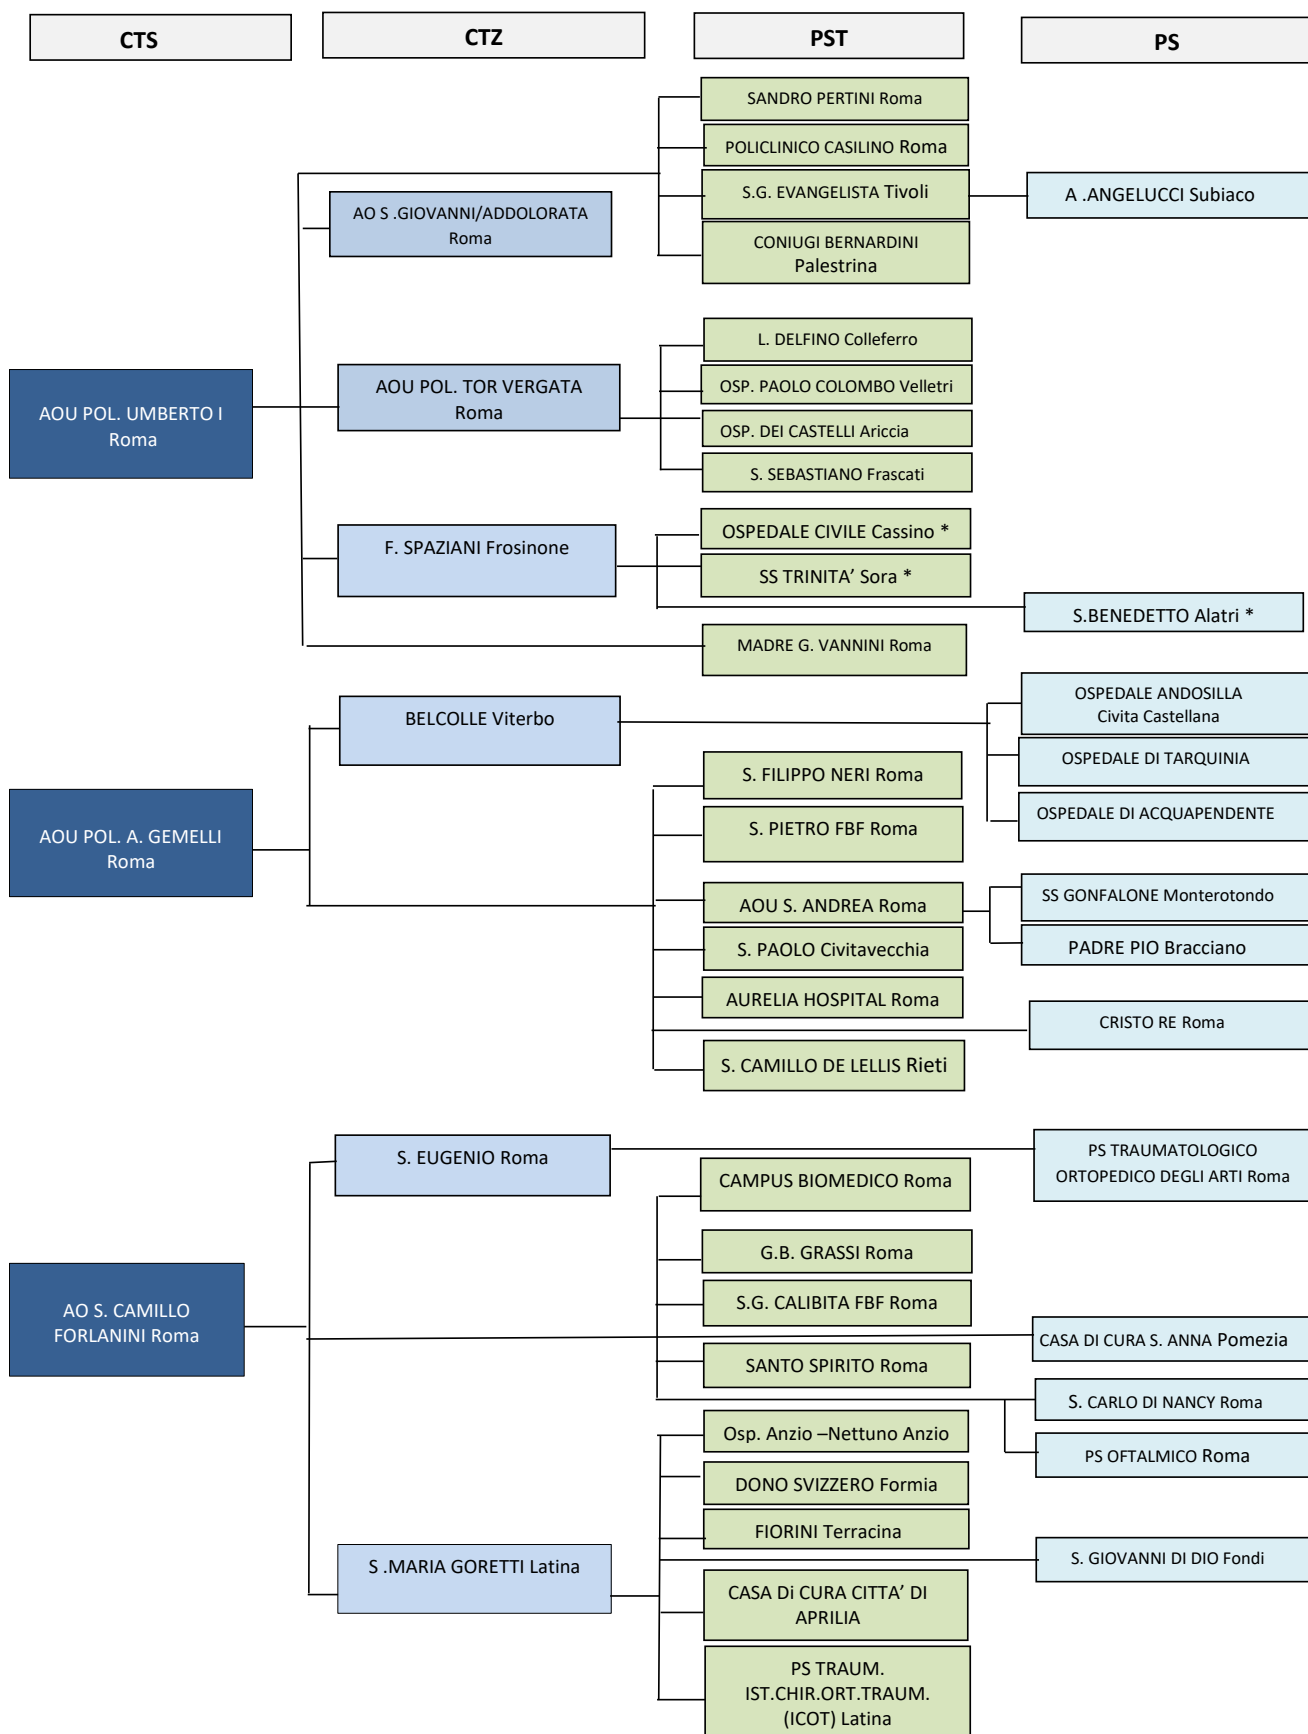 CTS
CTZ
PST
PS
SANDRO PERTINI Roma
POLICLINICO CASILINO Roma
S.G. EVANGELISTA Tivoli
A .ANGELUCCI Subiaco
AO S .GIOVANNI/ADDOLORATA
Roma
CONIUGI BERNARDINI
Palestrina
AOU POL. UMBERTO I
Roma
AOU POL. TOR VERGATA
Roma
L. DELFINO Colleferro
OSP. PAOLO COLOMBO Velletri
OSP. DEI CASTELLI Ariccia
S. SEBASTIANO Frascati
F. SPAZIANI Frosinone
OSPEDALE CIVILE Cassino *
SS TRINITA’ Sora *
S.BENEDETTO Alatri *
MADRE G. VANNINI Roma
AOU POL. A. GEMELLI
Roma
BELCOLLE Viterbo
OSPEDALE ANDOSILLA
Civita Castellana
OSPEDALE DI TARQUINIA
OSPEDALE DI ACQUAPENDENTE
S. FILIPPO NERI Roma
S. PIETRO FBF Roma
AOU S. ANDREA Roma
SS GONFALONE Monterotondo
PADRE PIO Bracciano
S. PAOLO Civitavecchia
AURELIA HOSPITAL Roma
CRISTO RE Roma
S. CAMILLO DE LELLIS Rieti
AO S. CAMILLO
FORLANINI Roma
S. EUGENIO Roma
PS TRAUMATOLOGICO
ORTOPEDICO DEGLI ARTI Roma
CAMPUS BIOMEDICO Roma
G.B. GRASSI Roma
S.G. CALIBITA FBF Roma
CASA DI CURA S. ANNA Pomezia
SANTO SPIRITO Roma
S. CARLO DI NANCY Roma
PS OFTALMICO Roma
S .MARIA GORETTI Latina
Osp. Anzio –Nettuno Anzio
DONO SVIZZERO Formia
FIORINI Terracina
S. GIOVANNI DI DIO Fondi
CASA Di CURA CITTA’ DI
APRILIA
PS TRAUM.
IST.CHIR.ORT.TRAUM.
(ICOT) Latina